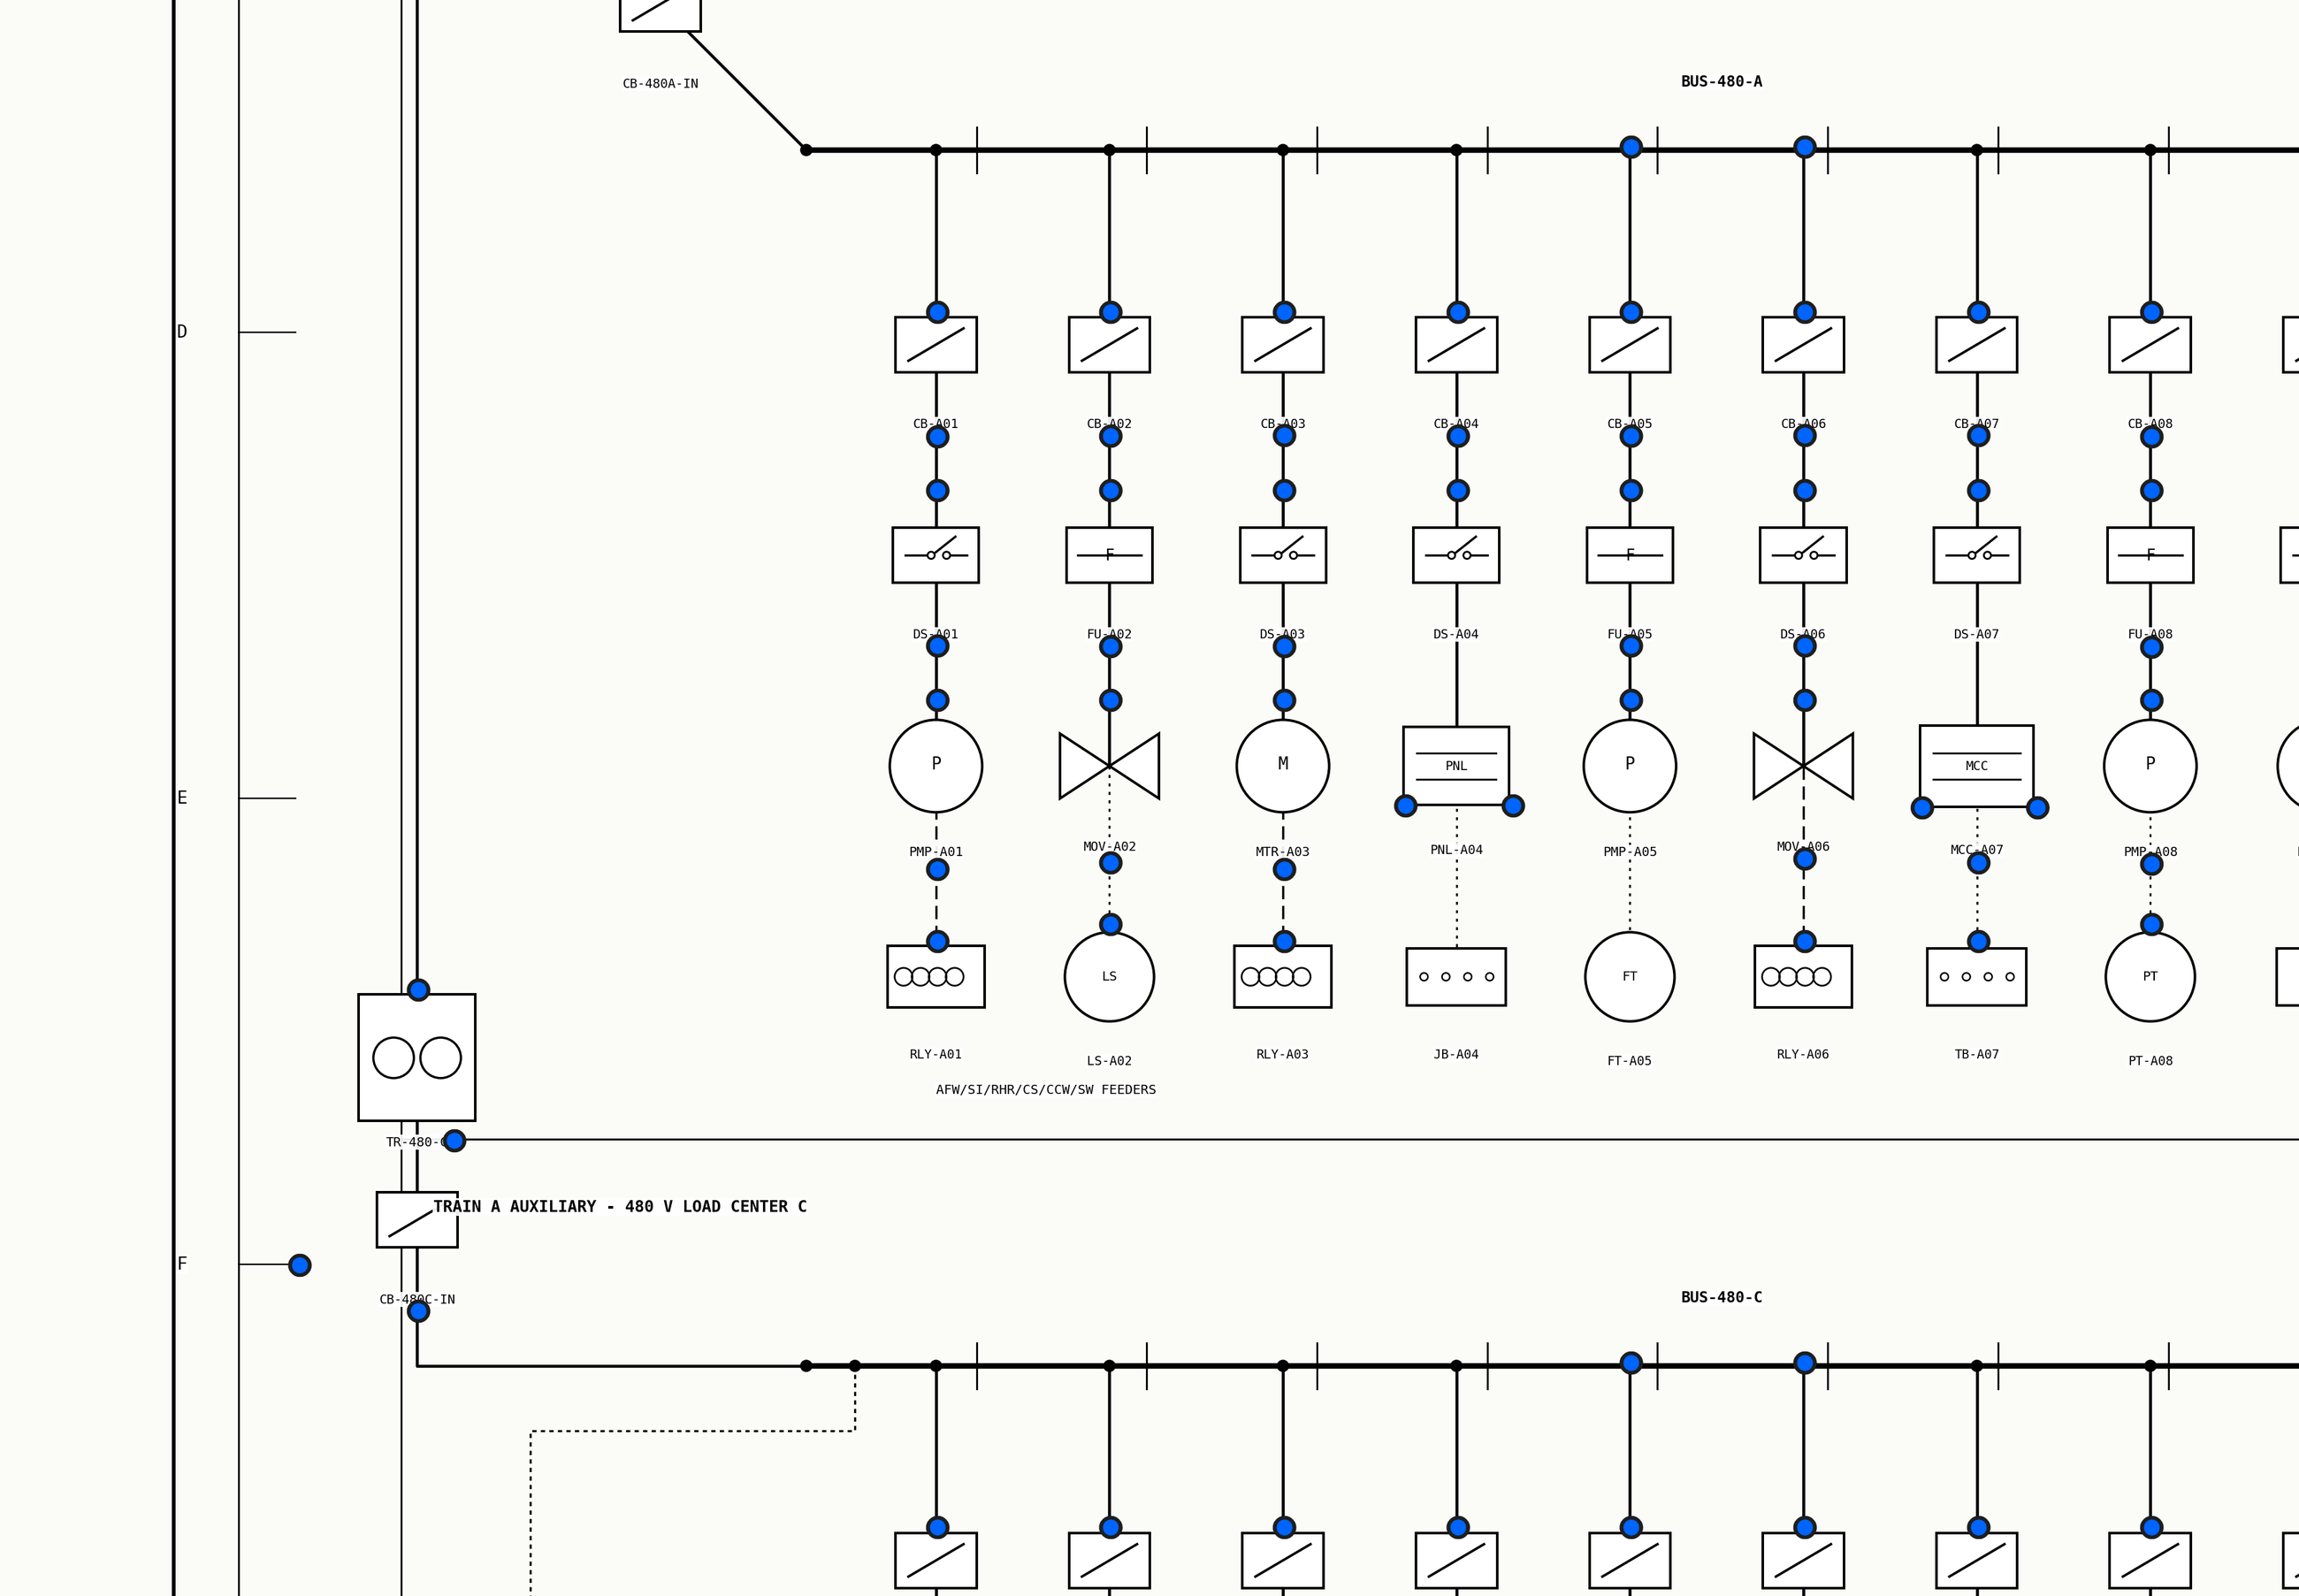 CB-480A-IN
BUS-480-A
D
CB-A01 CB-A02 CB-A03 CB-A04 CB-A05 CB-A06 CB-A07 CB-A08
F F F
DS-A01 FU-A02 DS-A03 DS-A04 FU-A05 DS-A06 DS-A07 FU-A08
P M PNL P MCC P
E
PMP-A01 MOV-A02 MTR-A03 PNL-A04 PMP-A05 MOV-A06 MCC-A07 PMP-A08
LS FT PT
RLY-A01 LS-A02 RLY-A03 JB-A04 FT-A05 RLY-A06 TB-A07 PT-A08
AFW/SI/RHR/CS/CCW/SW FEEDERS
TR-480-C
TRAIN A AUXILIARY - 480 V LOAD CENTER C
F
CB-480C-IN
BUS-480-C